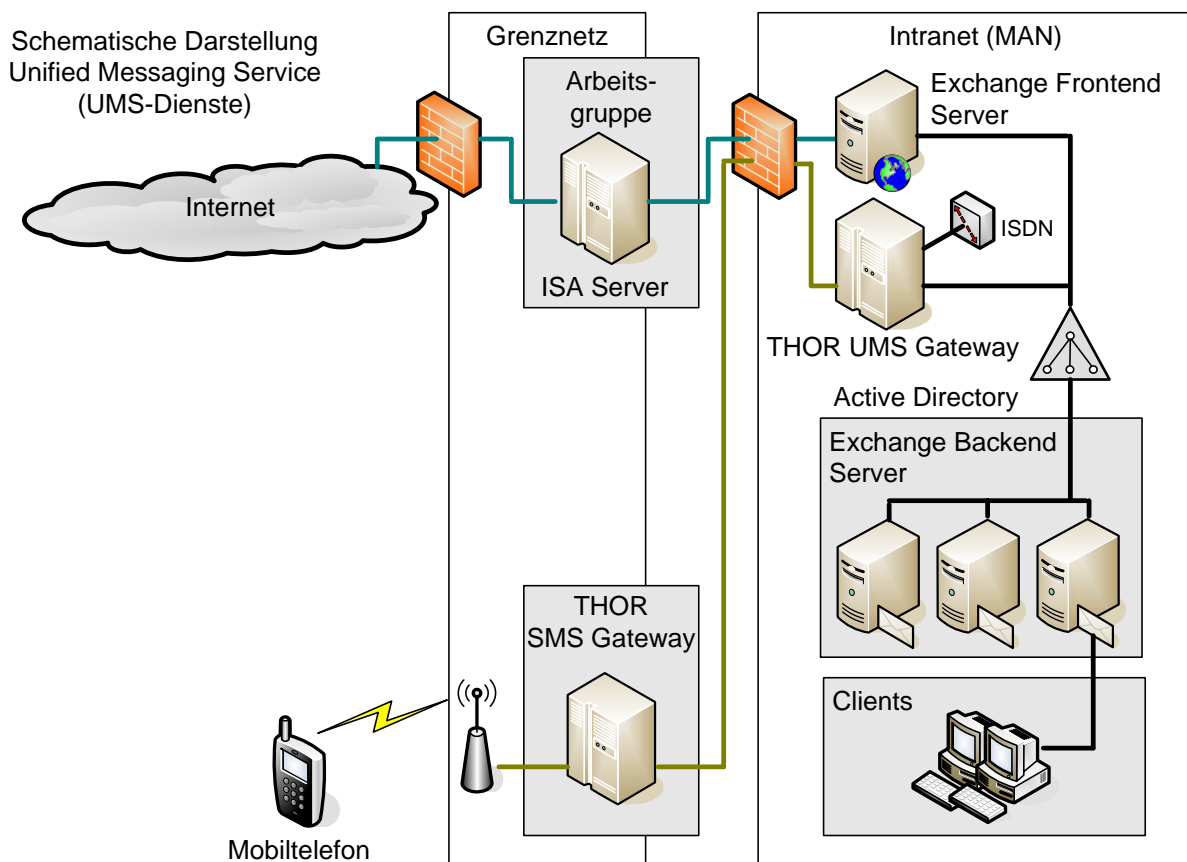 Schematische Darstellung
Unified Messaging Service
(UMS-Dienste)
Internet
Grenznetz
Arbeits-
gruppe
ISA Server
Intranet (MAN)
Exchange Frontend
Server
ISDN
THOR UMS Gateway
Active Directory
Exchange Backend
Server
THOR
SMS Gateway
Clients
Mobiltelefon